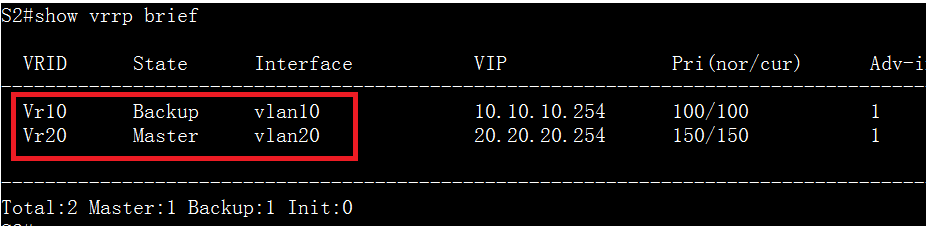 S2#show vrrp brief
VRID State Interface VIP Pri(nor/cur) Adv-i
--------------------------------------------------------------------------------
Vr10 Backup vlan10 10.10.10.254 100/100 1
Vr20 Master vlan20 20.20.20.254 150/150 1
--------------------------------------------------------------------------------
Total:2 Master:1 Backup:1 Init:0